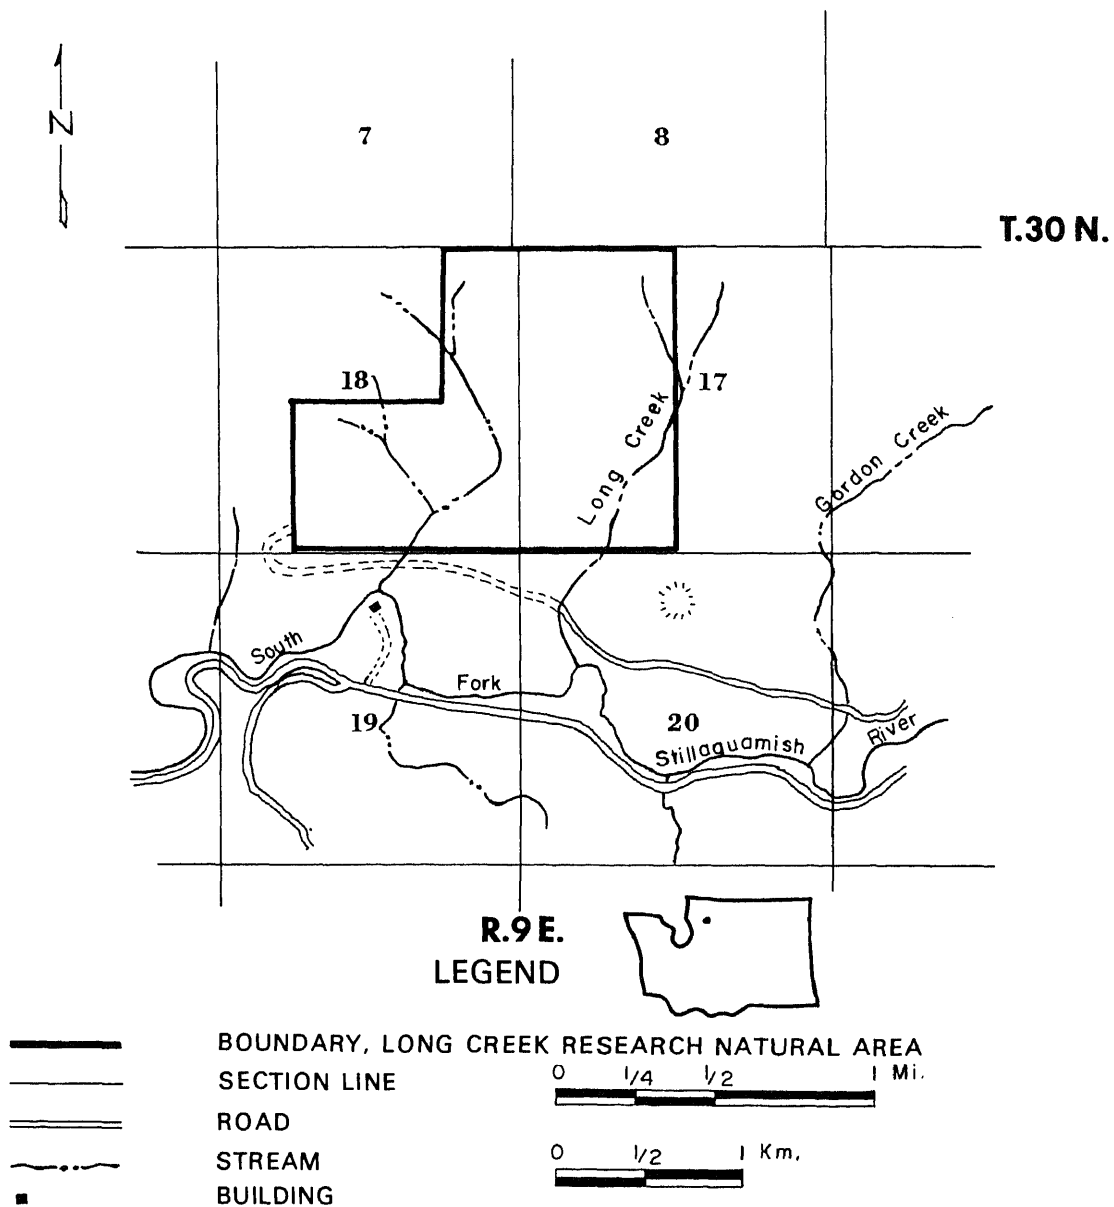 7
8
N
T.30 N.
18
17
Long Creek
Gordon Creek
South
Fork
19
20
Stillaguamish
River
R.9 E.
LEGEND
BOUNDARY, LONG CREEK RESEARCH NATURAL AREA
SECTION LINE
0 1/4 1/2 1 Mi.
ROAD
STREAM
0 1/2 1 Km.
BUILDING